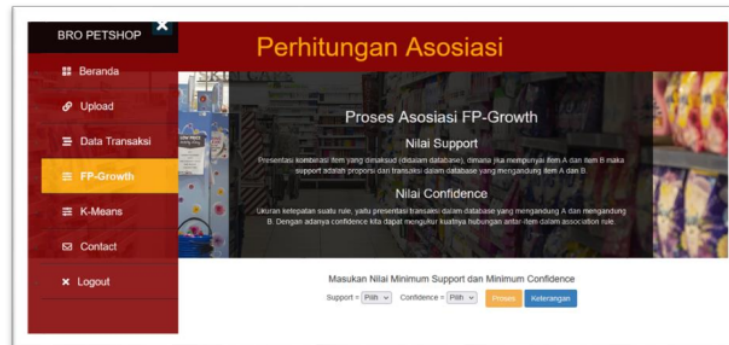 BRO PETSHOP
Beranda
Upload
Data Transaksi
FP-Growth
K-Means
Contact
Logout
Perhitungan Asosiasi
Proses Asosiasi FP-Growth
Nilai Support
Presentasi kombinasi item yang dimaksud (didalam database), dimana jika mempunyai item A dan item B maka
support adalah proporsi dari transaksi dalam database yang mengandung item A dan B.
Nilai Confidence
Ukuran ketepatan suatu rule, yaitu presentasi transaksi dalam database yang mengandung A dan mengandung
B. Dengan adanya confidence kita dapat mengukur kuatnya hubungan antar-item dalam association rule.
Masukan Nilai Minimum Support dan Minimum Confidence
Support = Pilih Confidence = Pilih Proses Keterangan